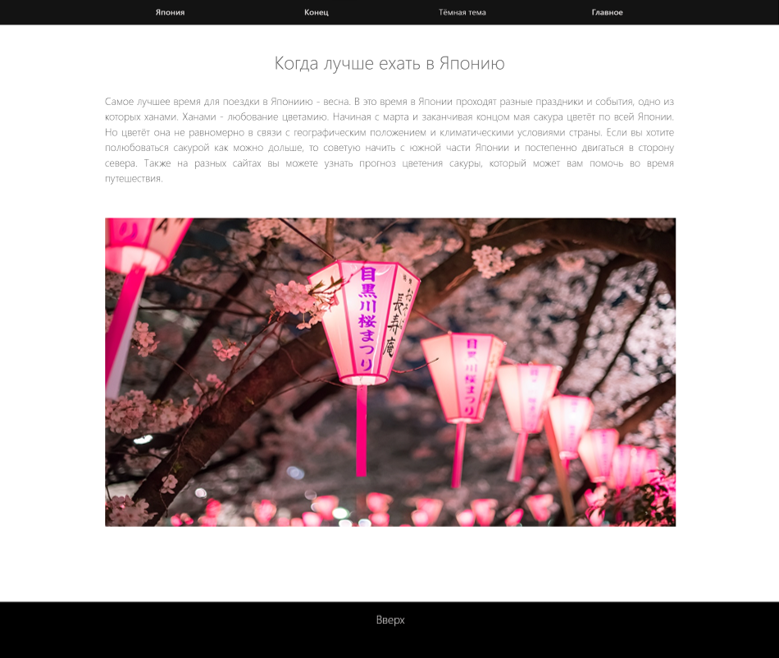 Япония Конец Тёмная тема Главное
Когда лучше ехать в Японию
Самое лучшее время для поездки в Япониию - весна. В это время в Японии проходят разные праздники и события, одно из
которых ханами. Ханами - любование цветамию. Начиная с марта и заканчивая концом мая сакура цветёт по всей Японии.
Но цветёт она не равномерно в связи с географическим положением и климатическими условиями страны. Если вы хотите
полюбоваться сакурой как можно дольше, то советую начить с южной части Японии и постепенно двигаться в сторону
севера. Также на разных сайтах вы можете узнать прогноз цветения сакуры, который может вам помочь во время
путешествия.
目黒川桜まつり
長寿庵
目黒川桜まつり
Вверх